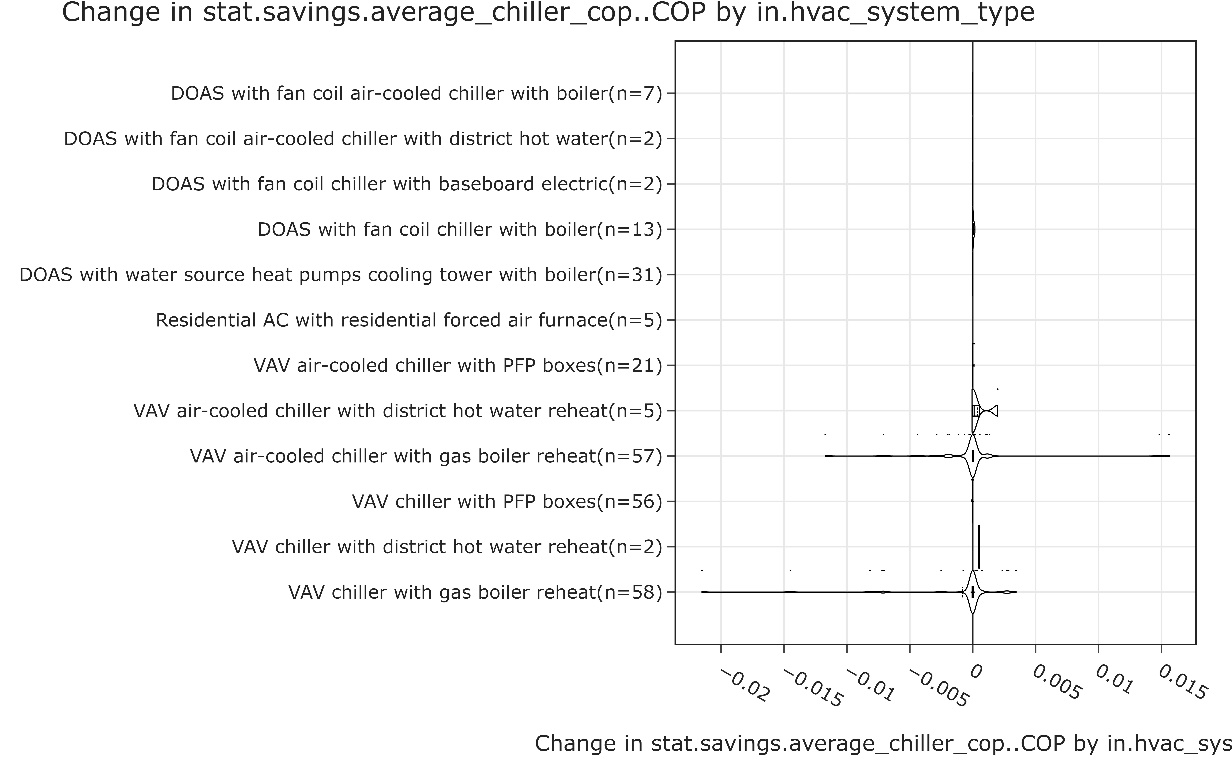 Change in stat.savings.average_chiller_cop..COP by in.hvac_system_type
DOAS with fan coil air-cooled chiller with boiler(n=7)
DOAS with fan coil air-cooled chiller with district hot water(n=2)
DOAS with fan coil chiller with baseboard electric(n=2)
DOAS with fan coil chiller with boiler(n=13)
DOAS with water source heat pumps cooling tower with boiler(n=31)
Residential AC with residential forced air furnace(n=5)
VAV air-cooled chiller with PFP boxes(n=21)
VAV air-cooled chiller with district hot water reheat(n=5)
VAV air-cooled chiller with gas boiler reheat(n=57)
VAV chiller with PFP boxes(n=56)
VAV chiller with district hot water reheat(n=2)
VAV chiller with gas boiler reheat(n=58)
−0.02 −0.015 −0.01 −0.005 0 0.005 0.01 0.015
Change in stat.savings.average_chiller_cop..COP by in.hvac_sys